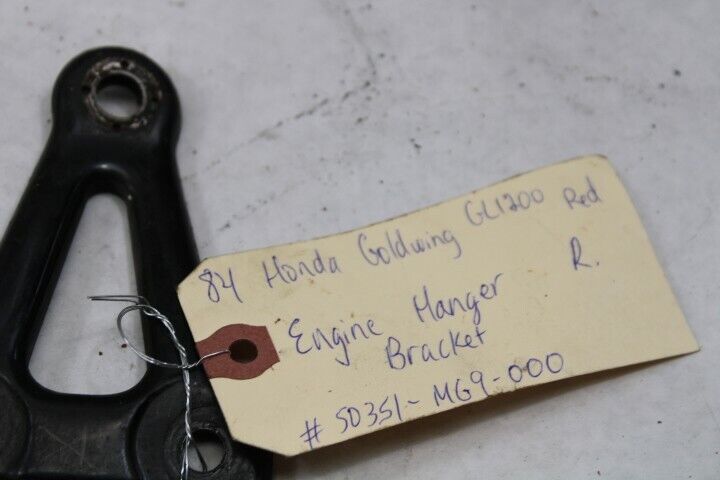 84 Honda Goldwing GL1200 Red
Engine Hanger R.
Bracket
# 50351-MG9-000